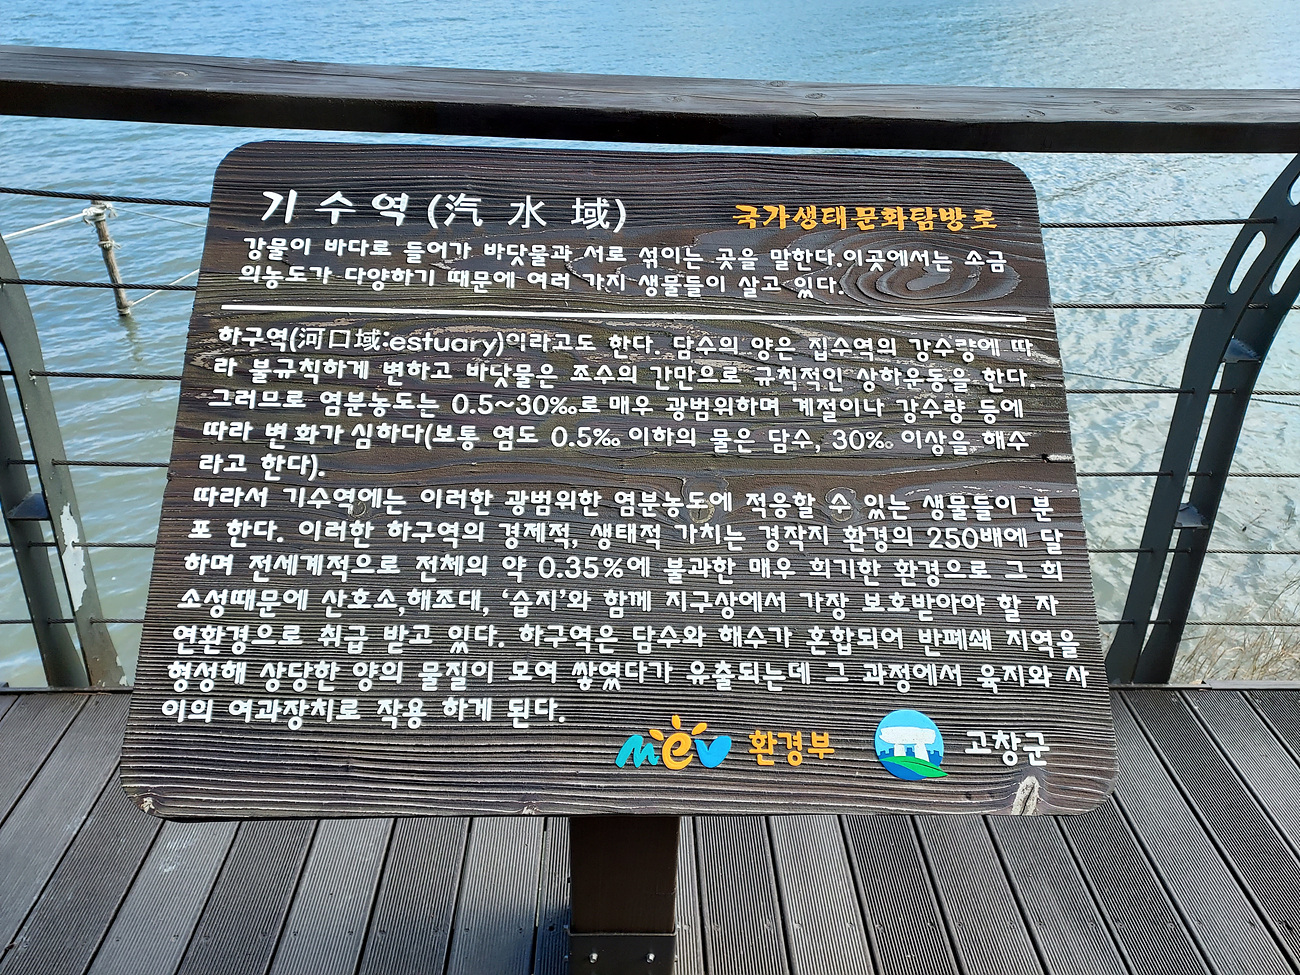 기수역(汽水域)
국가생태문화탐방로
강물이 바다로 들어가 바닷물과 서로 섞이는 곳을 말한다.이곳에서는 소금
의농도가 다양하기 때문에 여러 가지 생물들이 살고 있다.
하구역(河口域:estuary)이라고도 한다. 담수의 양은 집수역의 강수량에 따
라 불규칙하게 변하고 바닷물은 조수의 간만으로 규칙적인 상하운동을 한다.
그러므로 염분농도는 0.5~30‰로 매우 광범위하며 계절이나 강수량 등에
따라 변화가 심하다(보통 염도 0.5‰ 이하의 물은 담수, 30‰ 이상을 해수
라고 한다).
따라서 기수역에는 이러한 광범위한 염분농도에 적응할 수 있는 생물들이 분
포 한다. 이러한 하구역의 경제적, 생태적 가치는 경작지 환경의 250배에 달
하며 전세계적으로 전체의 약 0.35%에 불과한 매우 희기한 환경으로 그 희
소성때문에 산호소,해조대, ‘습지’와 함께 지구상에서 가장 보호받아야 할 자
연환경으로 취급 받고 있다. 하구역은 담수와 해수가 혼합되어 반폐쇄 지역을
형성해 상당한 양의 물질이 모여 쌓였다가 유출되는데 그 과정에서 육지와 사
이의 여과장치로 작용 하게 된다.
mev 환경부
고창군